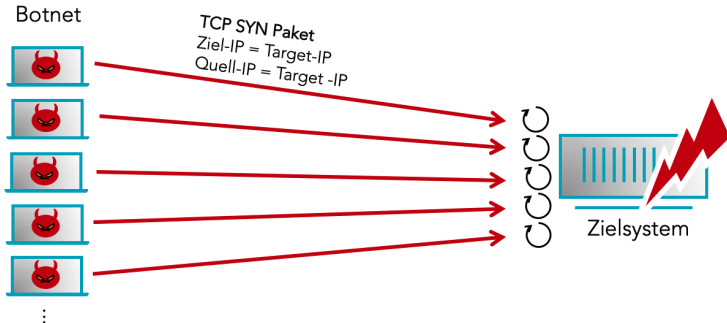 Botnet
TCP SYN Paket
Ziel-IP = Target-IP
Quell-IP = Target -IP
Zielsystem